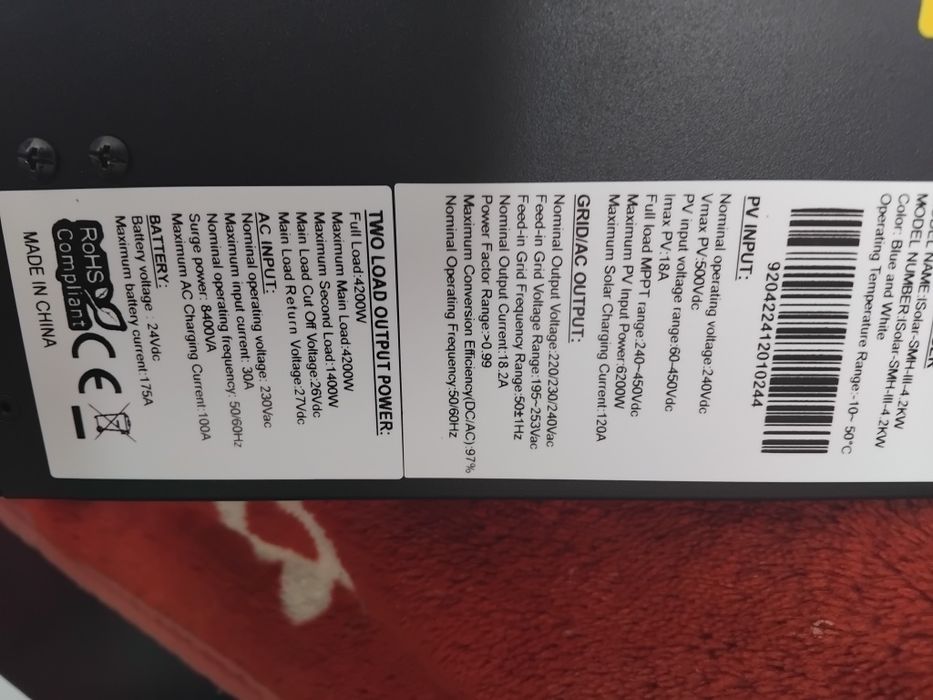 MODEL NAME:iSolar-SMH-III-4.2KW
Color: Blue and White
MODEL NUMBER:iSolar-SMH-III-4.2KW
Operating Temperature Range:-10~ 50°C
92042241201​0244
PV INPUT:
Nominal operating voltage:240Vdc
Vmax PV:500Vdc
PV input voltage range:60-450Vdc
Imax PV:18A
Full load MPPT range:240~450Vdc
Maximum PV Input Power:6200W
Maximum Solar Charging Current:120A
GRID/AC OUTPUT:
Nominal Output Voltage:220/230/240Vac
Feed-in Grid Voltage Range:195~253Vac
Feed-in Grid Frequency Range:50±1Hz
Nominal Output Current:18.2A
Power Factor Range:>0.99
Maximum Conversion Efficiency(DC/AC):97%
Nominal Operating Frequency:50/60Hz
TWO LOAD OUTPUT POWER:
Full Load:4200W
Maximum Main Load:4200W
Maximum Second Load:1400W
Main Load Cut Off Voltage:26Vdc
Main Load Return Voltage:27Vdc
AC INPUT:
Nominal operating voltage: 230Vac
Maximum input current: 30A
Nominal operating frequency: 50/60Hz
Surge power: 8400VA
Maximum AC Charging Current:100A
BATTERY:
Battery voltage : 24Vdc
Maximum battery current:175A
RoHS
Compliant
CE
MADE IN CHINA